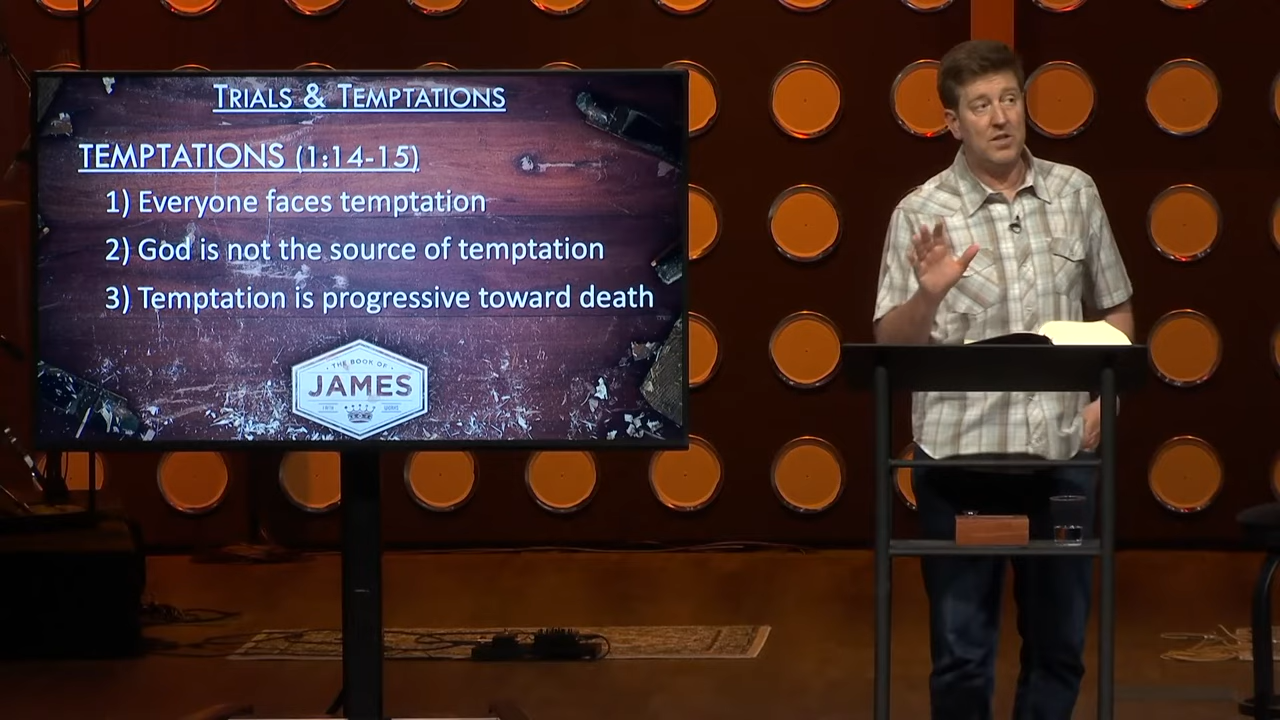 TRIALS & TEMPTATIONS
TEMPTATIONS (1:14-15)
1) Everyone faces temptation
2) God is not the source of temptation
3) Temptation is progressive toward death
THE BOOK OF
JAMES